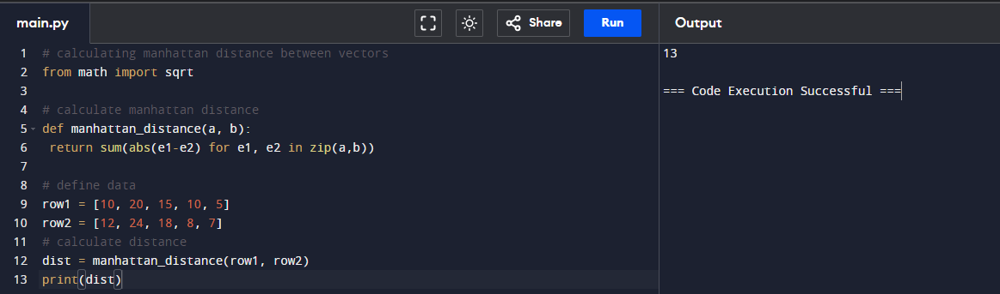 main.py
Share
Run
Output
1 # calculating manhattan distance between vectors
2 from math import sqrt
3
4 # calculate manhattan distance
5 def manhattan_distance(a, b):
6  return sum(abs(e1-e2) for e1, e2 in zip(a,b))
7
8 # define data
9 row1 = [10, 20, 15, 10, 5]
10 row2 = [12, 24, 18, 8, 7]
11 # calculate distance
12 dist = manhattan_distance(row1, row2)
13 print(dist)
13
=== Code Execution Successful ===